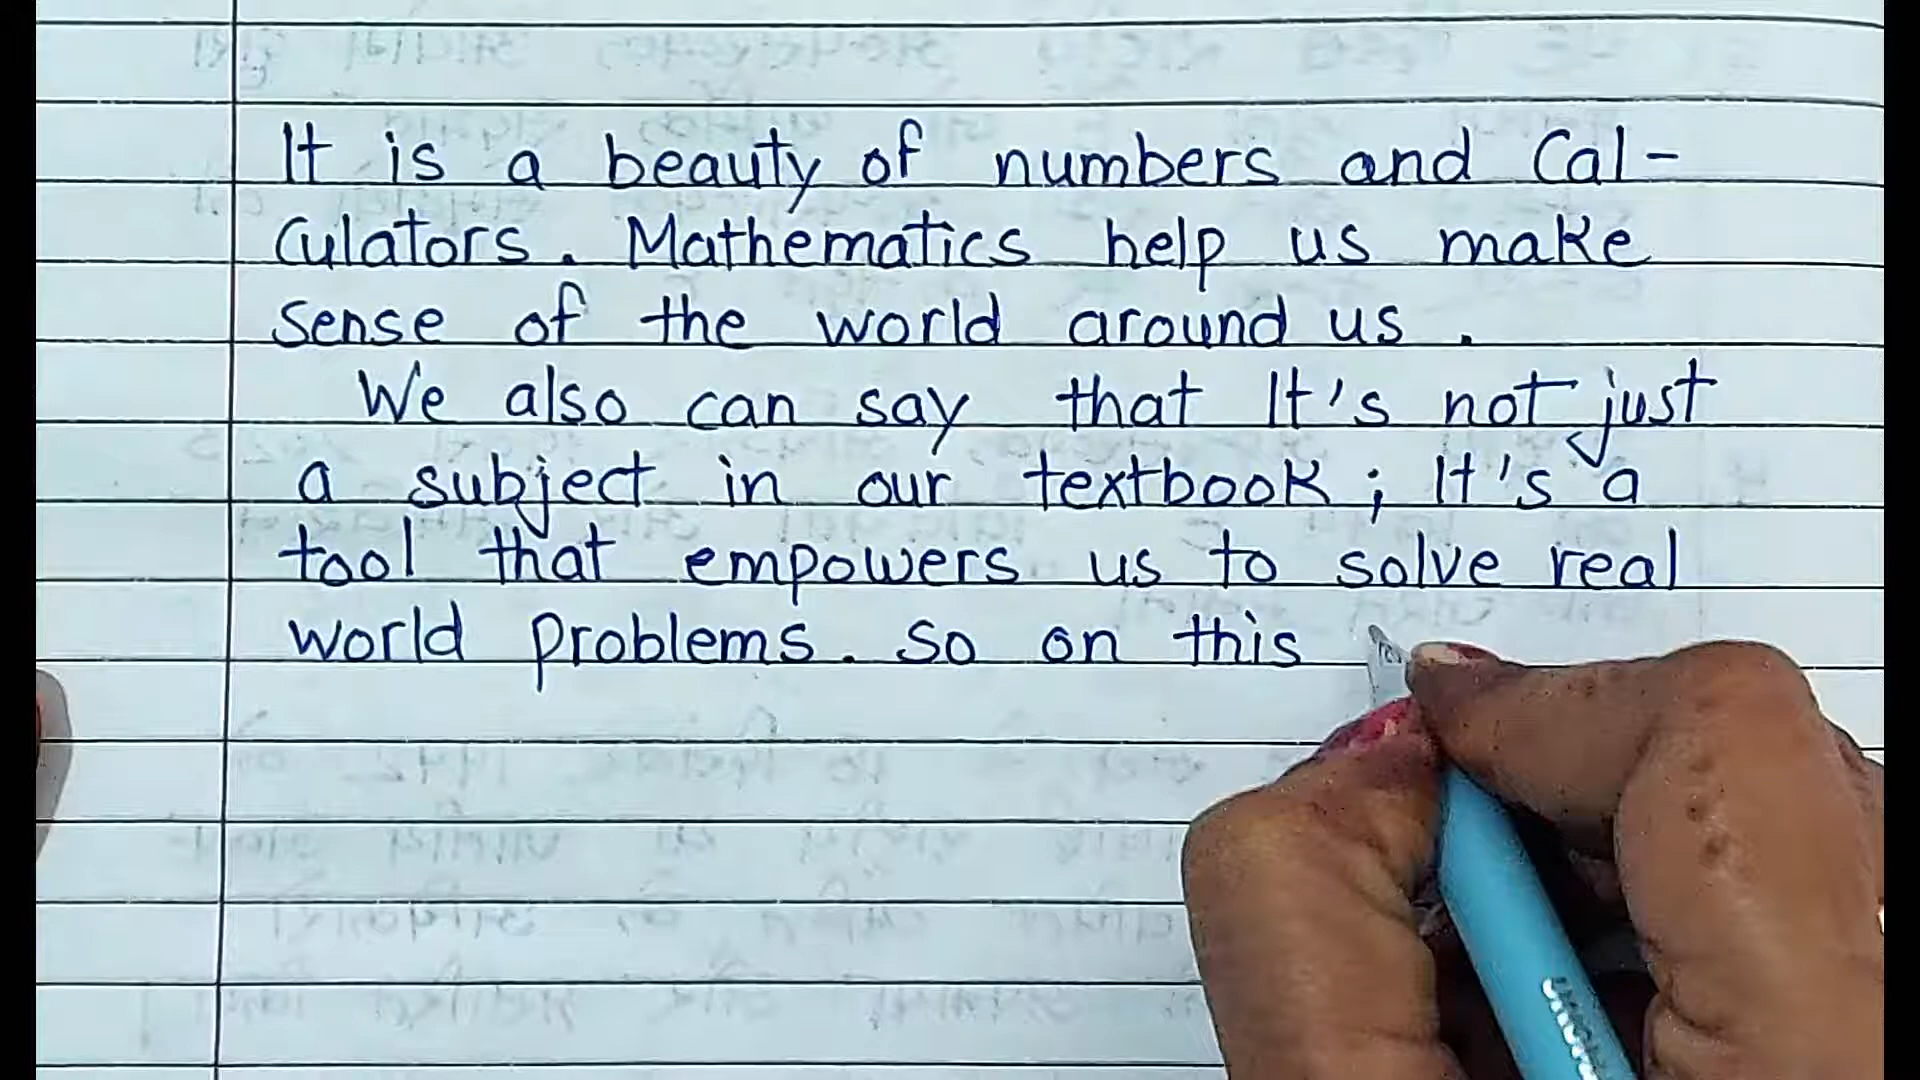 It is a beauty of numbers and Cal-
culators. Mathematics help us make
sense of the world around us.
We also can say that It's not just
a subject in our textbook; It's a
tool that empowers us to solve real
world problems. So on this